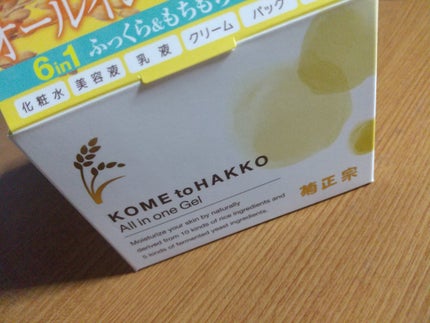 オールイン
6in1 ふっくら&もちもち
化粧水 美容液 乳液 クリーム パック
KOME to HAKKO
All in one Gel
Moisturize your skin by naturally
derived from 10 kinds of rice ingredients and
5 kinds of fermented yeast ingredients.
菊正宗